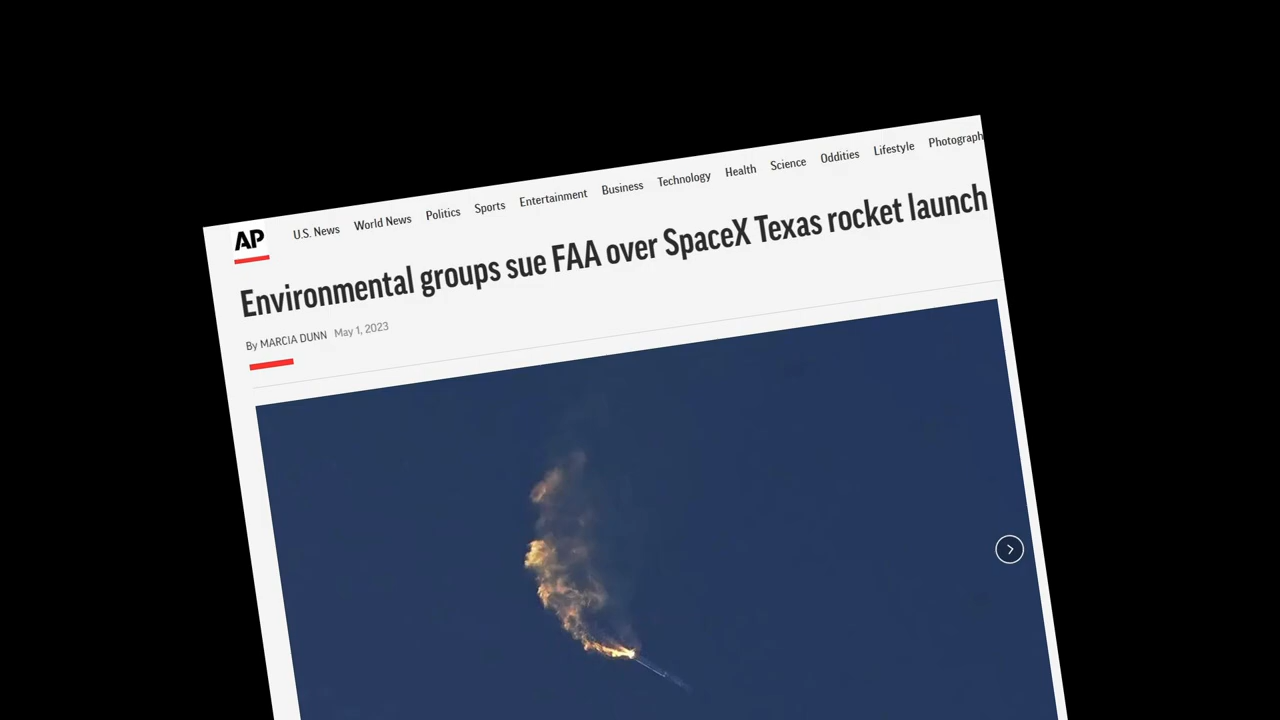 AP
U.S. News World News Politics Sports Entertainment Business Technology Health Science Oddities Lifestyle Photograph
Environmental groups sue FAA over SpaceX Texas rocket launch
By MARCIA DUNN May 1, 2023